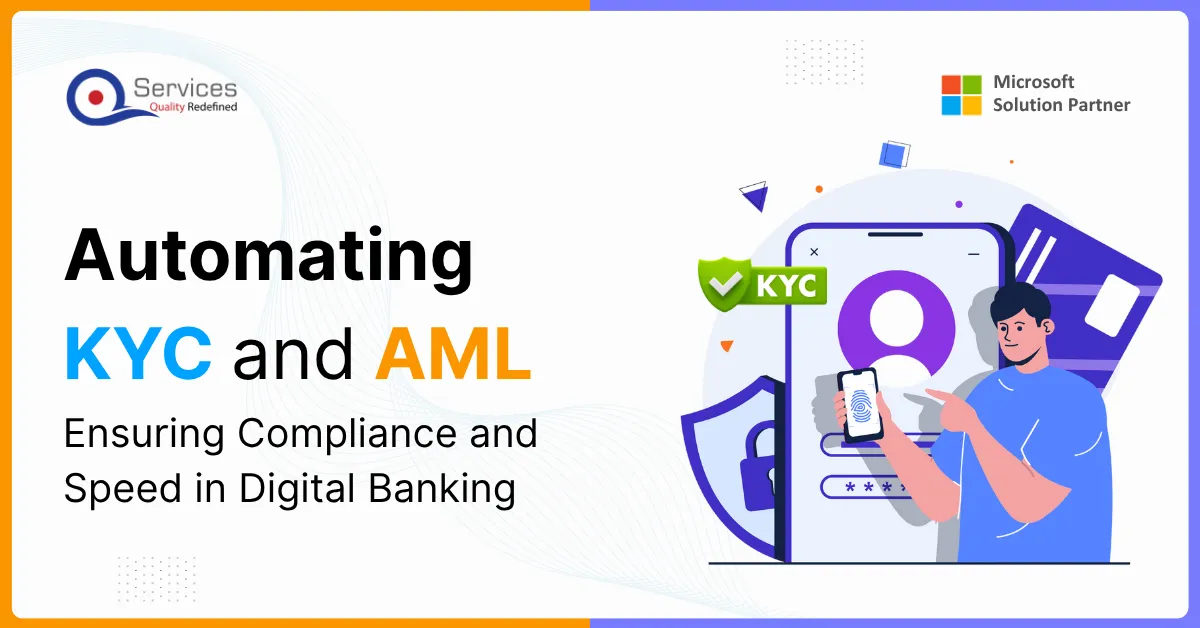 Services
Quality Redefined
Microsoft
Solution Partner
Automating
KYC and AML
Ensuring Compliance and
Speed in Digital Banking
KYC
* * * *